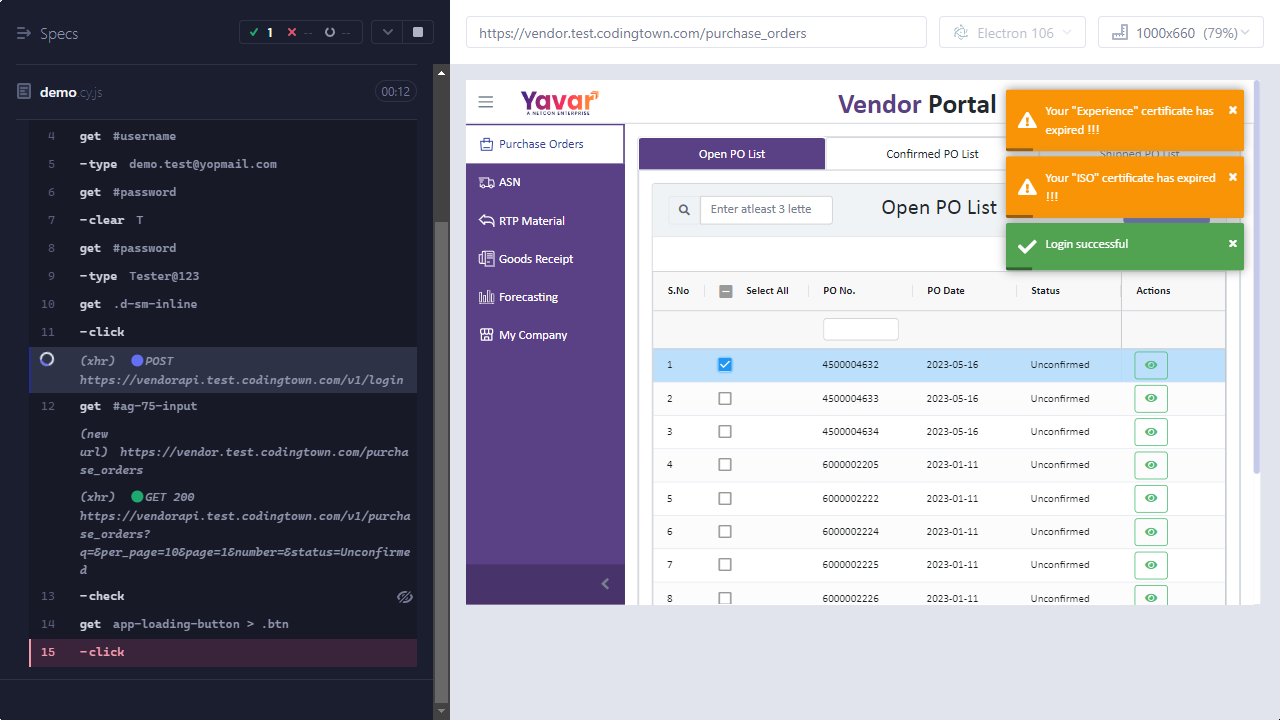 Specs
1
--
--
demo.cy.js
00:12
4 get #username
5 -type demo.test@yopmail.com
6 get #password
7 -clear T
8 get #password
9 -type Tester@123
10 get .d-sm-inline
11 -click
(xhr) POST
https://vendorapi.test.codingtown.com/v1/login
12 get #ag-75-input
(new
url) https://vendor.test.codingtown.com/purcha
se_orders
(xhr) GET 200
https://vendorapi.test.codingtown.com/v1/purcha
se_orders?
q=&per_page=10&page=1&number=&status=Unconfirme
d
13 -check
14 get app-loading-button > .btn
15 -click
https://vendor.test.codingtown.com/purchase_orders
Electron 106
1000x660 (79%)
Yavar
A NETCON ENTERPRISE
Vendor Portal
Purchase Orders
ASN
RTP Material
Goods Receipt
Forecasting
My Company
Open PO List
Confirmed PO List
Shipped PO List
Enter atleast 3 lette
Open PO List
Your "Experience" certificate has
expired !!!
Your "ISO" certificate has expired
!!!
Login successful
S.No Select All PO No. PO Date Status Actions
1 4500004632 2023-05-16 Unconfirmed
2 4500004633 2023-05-16 Unconfirmed
3 4500004634 2023-05-16 Unconfirmed
4 6000002205 2023-01-11 Unconfirmed
5 6000002222 2023-01-11 Unconfirmed
6 6000002224 2023-01-11 Unconfirmed
7 6000002225 2023-01-11 Unconfirmed
8 6000002226 2023-01-11 Unconfirmed